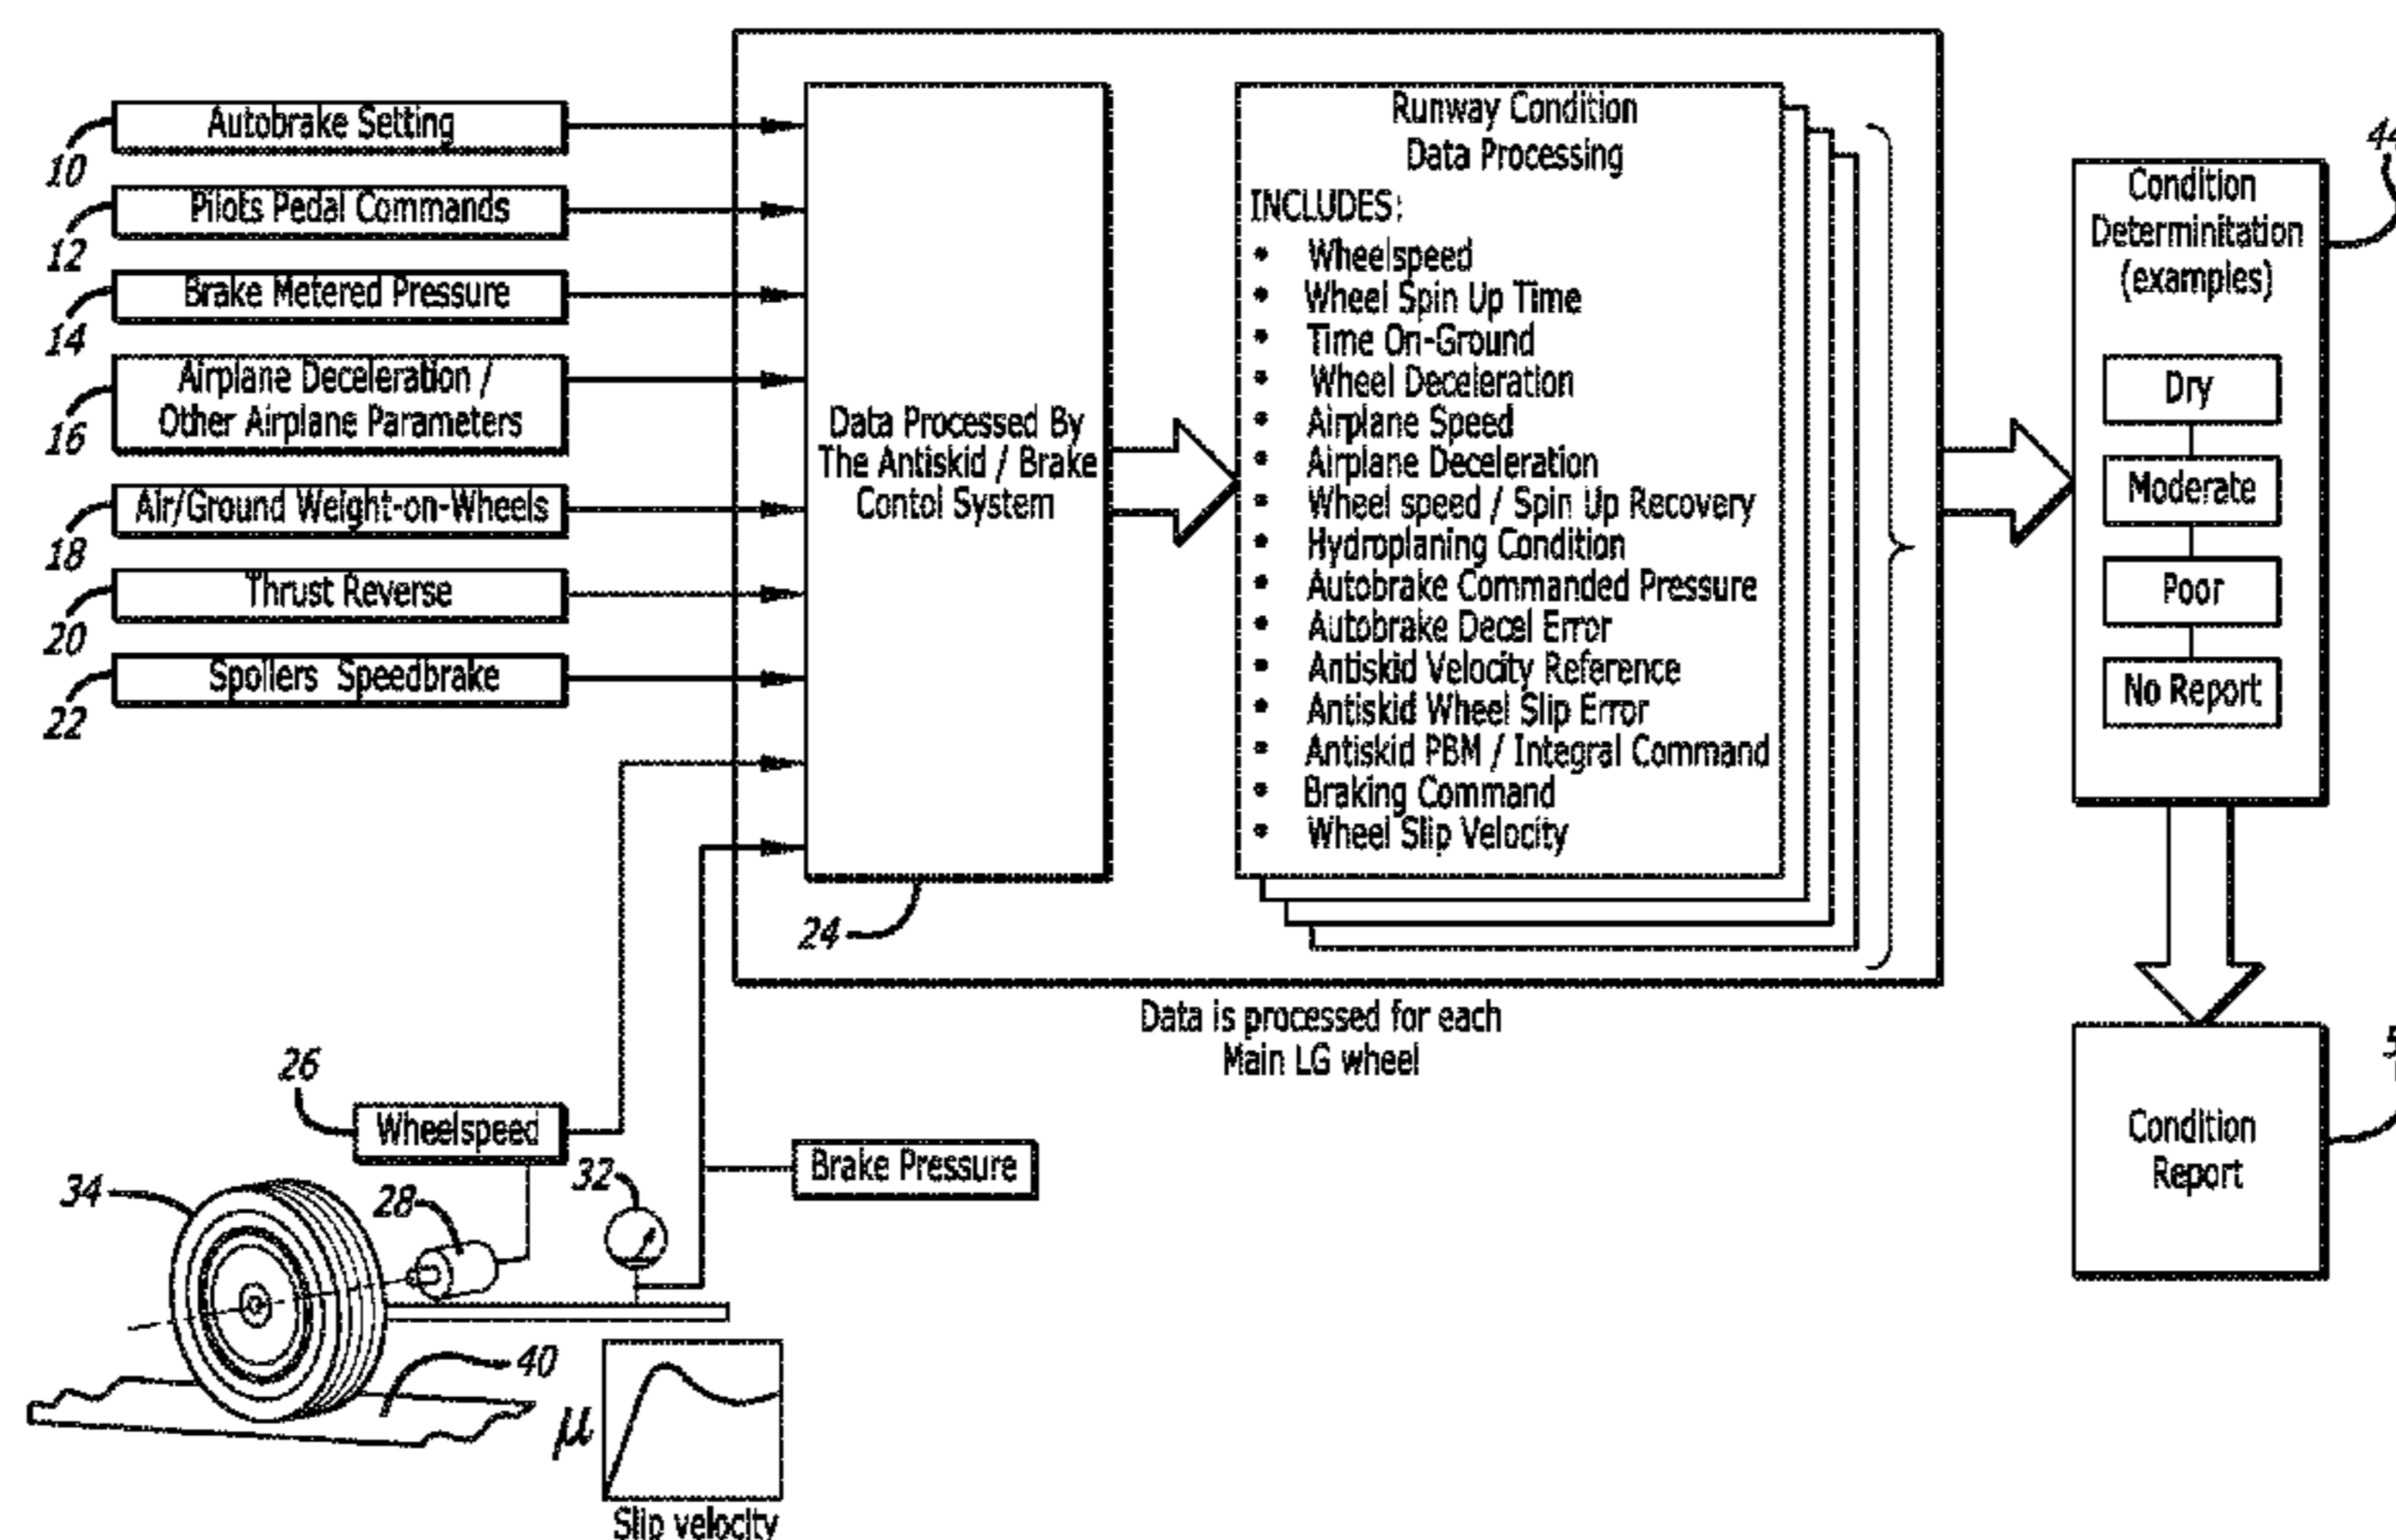 Autobrake Setting
10
Pilots Pedal Commands
12
Brake Metered Pressure
14
Airplane Deceleration /
Other Airplane Parameters
16
Air/Ground Weight-on-Wheels
18
Thrust Reverse
20
Spoilers Speedbrake
22
Data Processed By
The Antiskid / Brake
Contol System
24
Runway Condition
Data Processing
INCLUDES:
• Wheelspeed
• Wheel Spin Up Time
• Time On-Ground
• Wheel Deceleration
• Airplane Speed
• Airplane Deceleration
• Wheel speed / Spin Up Recovery
• Hydroplaning Condition
• Autobrake Commanded Pressure
• Autobrake Decel Error
• Antiskid Velocity Reference
• Antiskid Wheel Slip Error
• Antiskid PBM / Integral Command
• Braking Command
• Wheel Slip Velocity
Data is processed for each
Main LG wheel
44
Condition
Determinitation
(examples)
Dry
Moderate
Poor
No Report
Condition
Report
26
Wheelspeed
34
28
32
Brake Pressure
40
μ
Slip velocity